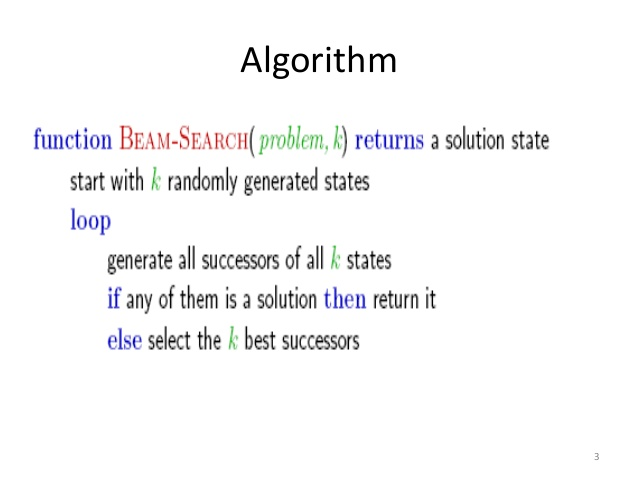 Algorithm
function BEAM-SEARCH( problem, k) returns a solution state
start with k randomly generated states
loop
generate all successors of all k states
if any of them is a solution then return it
else select the k best successors
3